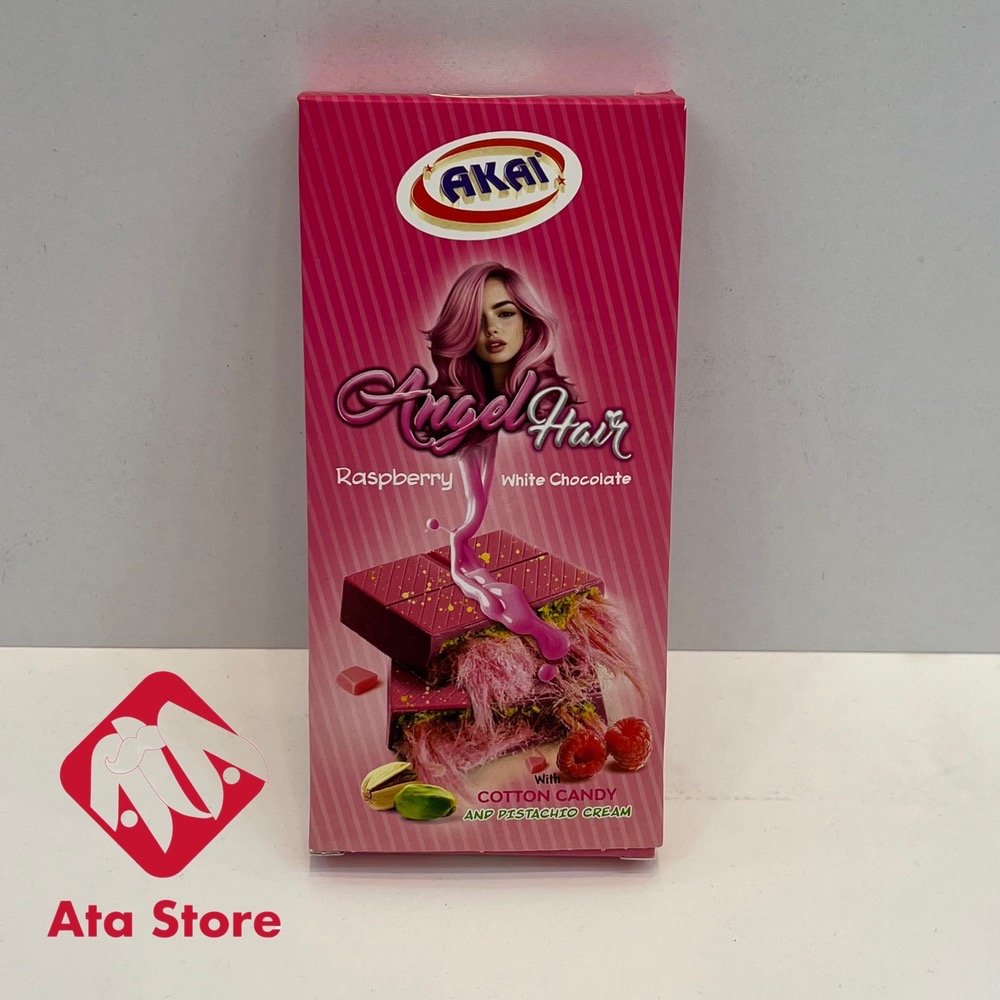 AKAI
Angel Hair
Raspberry White Chocolate
With
COTTON CANDY
AND PISTACHIO CREAM
Ata Store